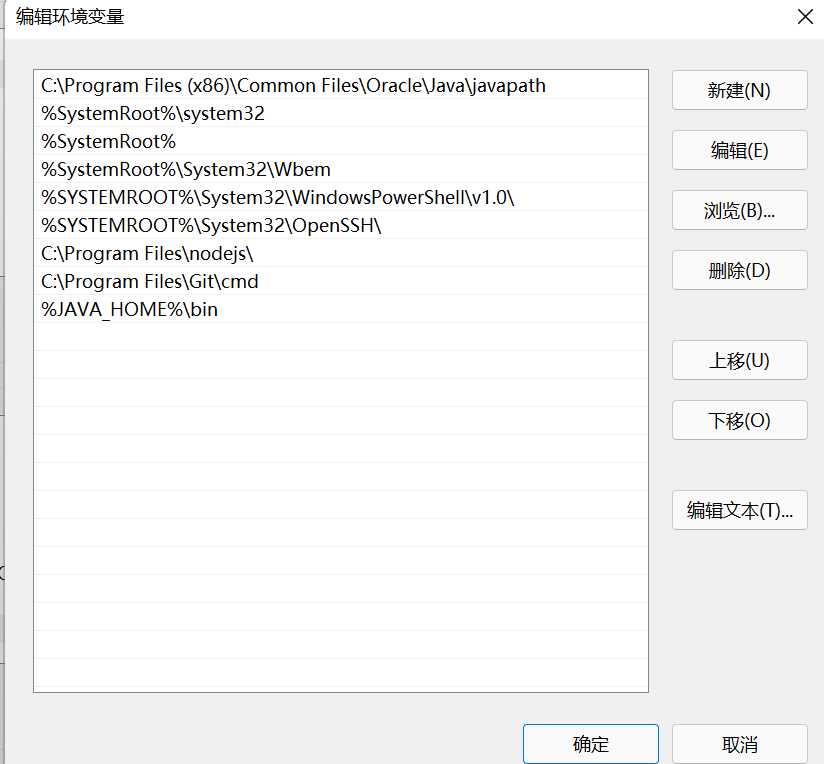 编辑环境变量
C:\Program Files (x86)\Common Files\Oracle\Java\javapath
%SystemRoot%\system32
%SystemRoot%
%SystemRoot%\System32\Wbem
%SYSTEMROOT%\System32\WindowsPowerShell\v1.0\
%SYSTEMROOT%\System32\OpenSSH\
C:\Program Files\nodejs\
C:\Program Files\Git\cmd
%JAVA_HOME%\bin
新建(N)
编辑(E)
浏览(B)...
删除(D)
上移(U)
下移(O)
编辑文本(T)...
确定
取消